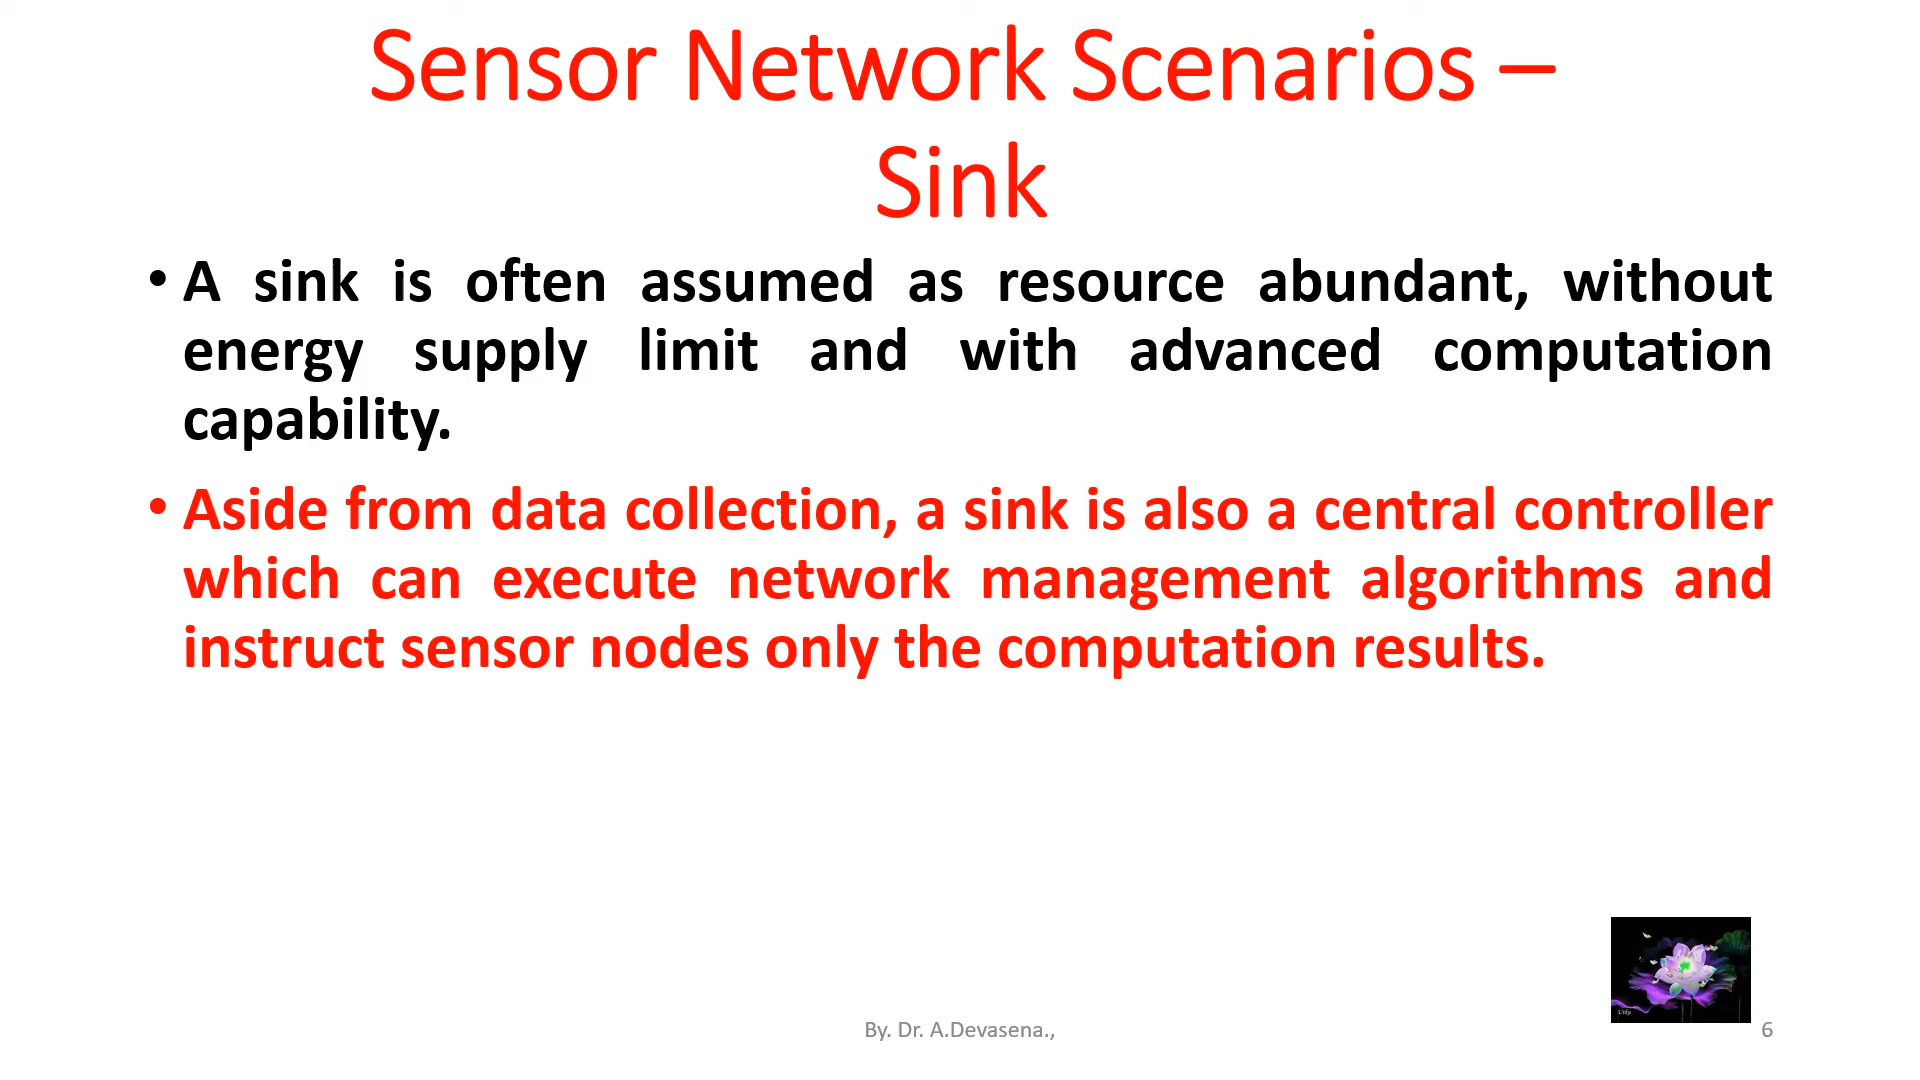 Sensor Network Scenarios –
Sink
• A sink is often assumed as resource abundant, without
energy supply limit and with advanced computation
capability.
• Aside from data collection, a sink is also a central controller
which can execute network management algorithms and
instruct sensor nodes only the computation results.
By. Dr. A.Devasena.,
6